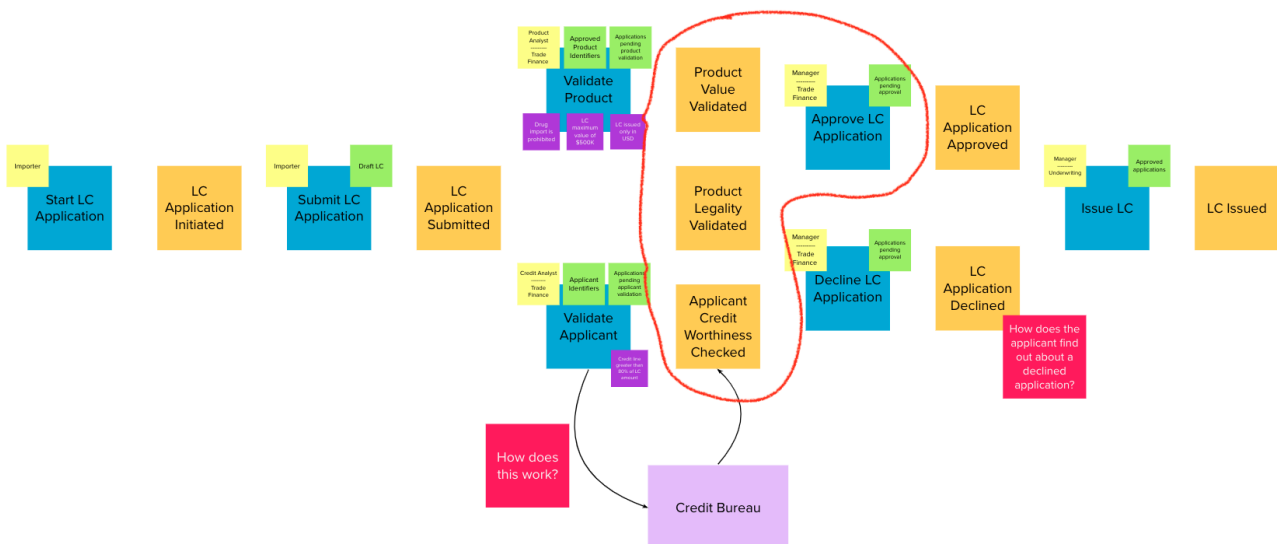 Product
Analyst
----------
Trade
Finance
Approved
Product
Identifiers
Applications
pending
product
validation
Validate
Product
Drug
import is
prohibited
LC
maximum
value of
$500K
LC issued
only in
USD
Product
Value
Validated
Manager
----------
Trade
Finance
Applications
pending
approval
Approve LC
Application
LC
Application
Approved
Importer
Start LC
Application
LC
Application
Initiated
Importer
Draft LC
Submit LC
Application
LC
Application
Submitted
Product
Legality
Validated
Manager
----------
Underwriting
Approved
applications
Issue LC
LC Issued
Manager
----------
Trade
Finance
Applications
pending
approval
Decline LC
Application
LC
Application
Declined
Credit Analyst
----------
Trade
Finance
Applicant
Identifiers
Applications
pending
applicant
validation
Validate
Applicant
Credit line
greater than
80% of LC
amount
Applicant
Credit
Worthiness
Checked
How does the
applicant find
out about a
declined
application?
How does
this work?
Credit Bureau